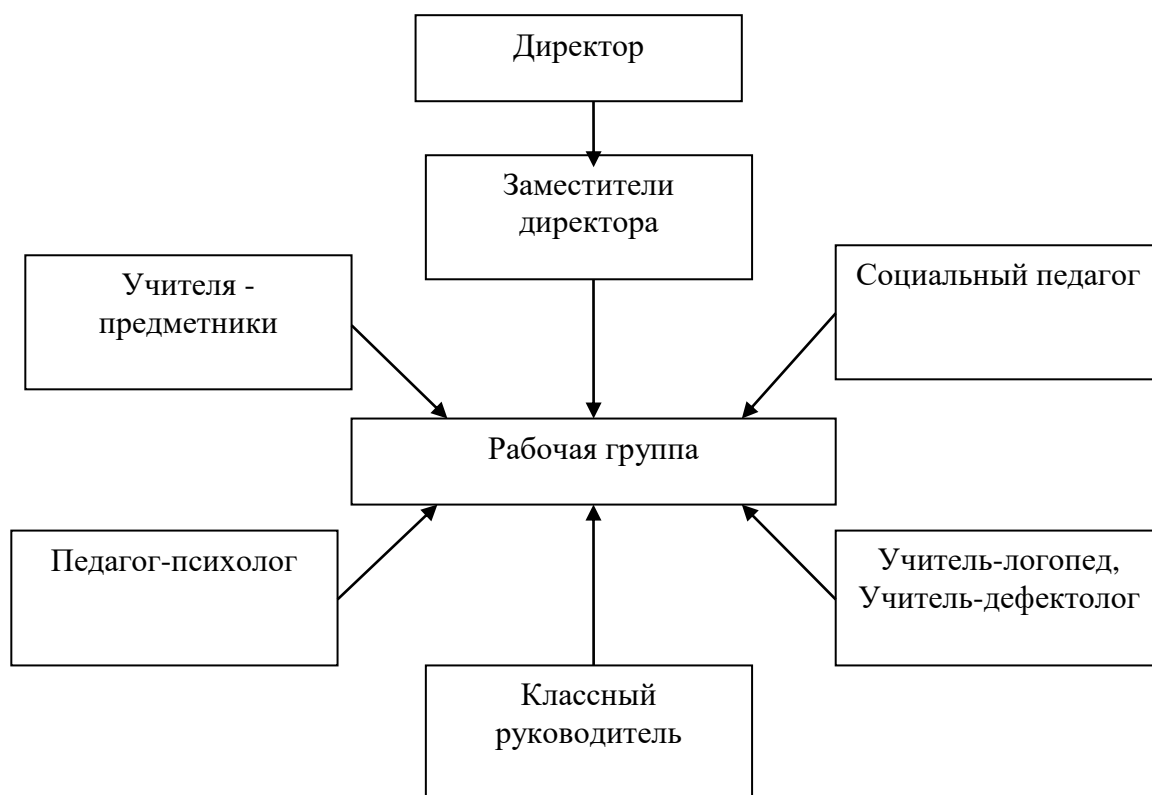 Директор
Заместители
директора
Учителя -
предметники
Социальный педагог
Рабочая группа
Педагог-психолог
Учитель-логопед,
Учитель-дефектолог
Классный
руководитель